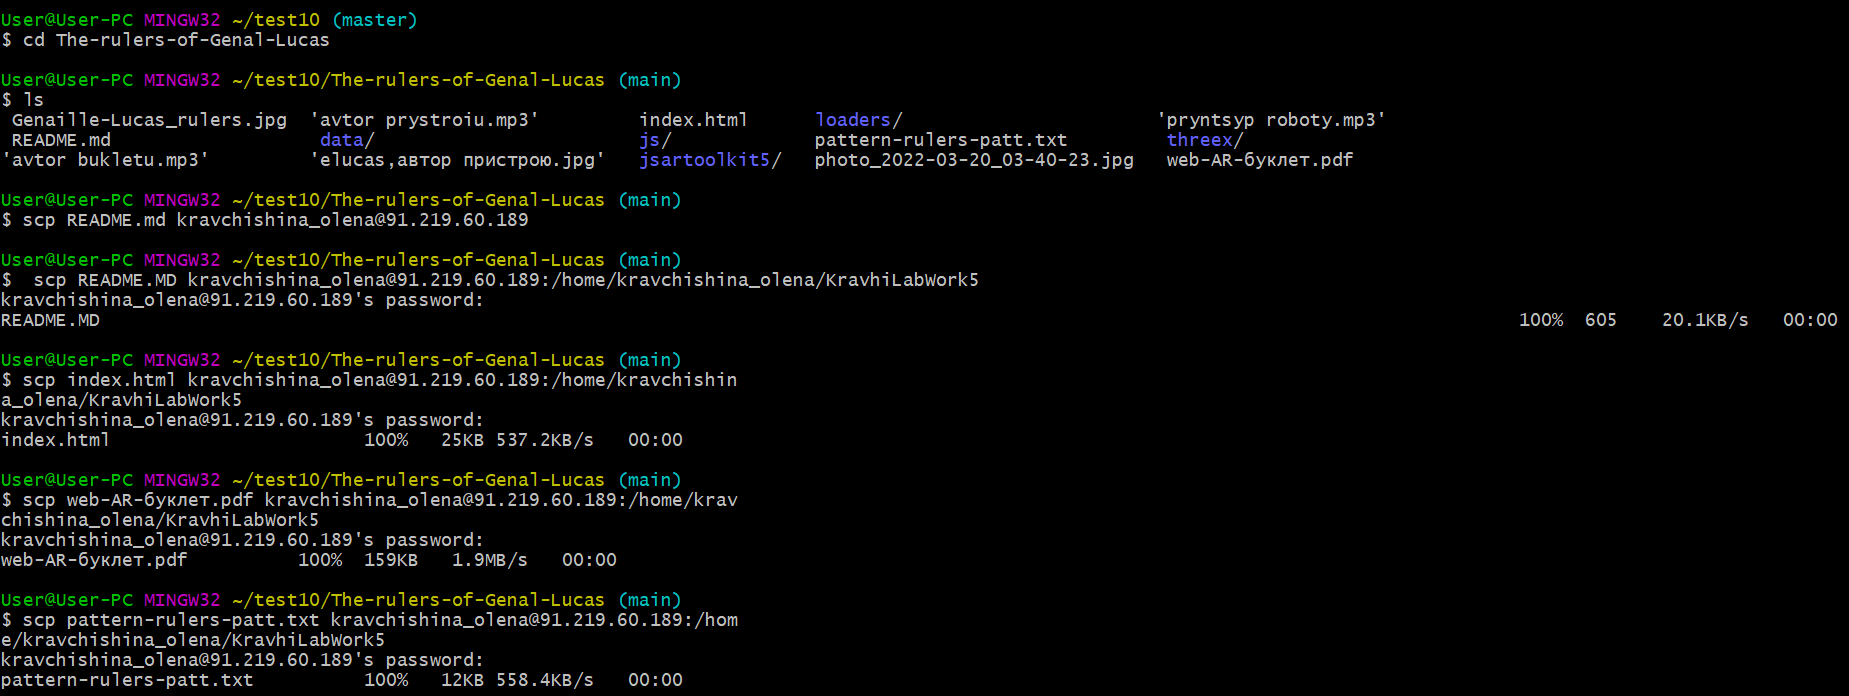 User@User-PC MINGW32 ~/test10 (master)
$ cd The-rulers-of-Genal-Lucas
User@User-PC MINGW32 ~/test10/The-rulers-of-Genal-Lucas (main)
$ ls
Genaille-Lucas_rulers.jpg 'avtor prystroiu.mp3' index.html loaders/ 'pryntsyp roboty.mp3'
README.md data/ js/ pattern-rulers-patt.txt threex/
'avtor bukletu.mp3' 'elucas,автор пристрою.jpg' jsartoolkit5/ photo_2022-03-20_03-40-23.jpg web-AR-буклет.pdf
User@User-PC MINGW32 ~/test10/The-rulers-of-Genal-Lucas (main)
$ scp README.md kravchishina_olena@91.219.60.189
User@User-PC MINGW32 ~/test10/The-rulers-of-Genal-Lucas (main)
$ scp README.MD kravchishina_olena@91.219.60.189:/home/kravchishina_olena/KravhiLabWork5
kravchishina_olena@91.219.60.189's password:
README.MD 100% 605 20.1KB/s 00:00
User@User-PC MINGW32 ~/test10/The-rulers-of-Genal-Lucas (main)
$ scp index.html kravchishina_olena@91.219.60.189:/home/kravchishin
a_olena/KravhiLabWork5
kravchishina_olena@91.219.60.189's password:
index.html 100% 25KB 537.2KB/s 00:00
User@User-PC MINGW32 ~/test10/The-rulers-of-Genal-Lucas (main)
$ scp web-AR-буклет.pdf kravchishina_olena@91.219.60.189:/home/krav
chishina_olena/KravhiLabWork5
kravchishina_olena@91.219.60.189's password:
web-AR-буклет.pdf 100% 159KB 1.9MB/s 00:00
User@User-PC MINGW32 ~/test10/The-rulers-of-Genal-Lucas (main)
$ scp pattern-rulers-patt.txt kravchishina_olena@91.219.60.189:/hom
e/kravchishina_olena/KravhiLabWork5
kravchishina_olena@91.219.60.189's password:
pattern-rulers-patt.txt 100% 12KB 558.4KB/s 00:00